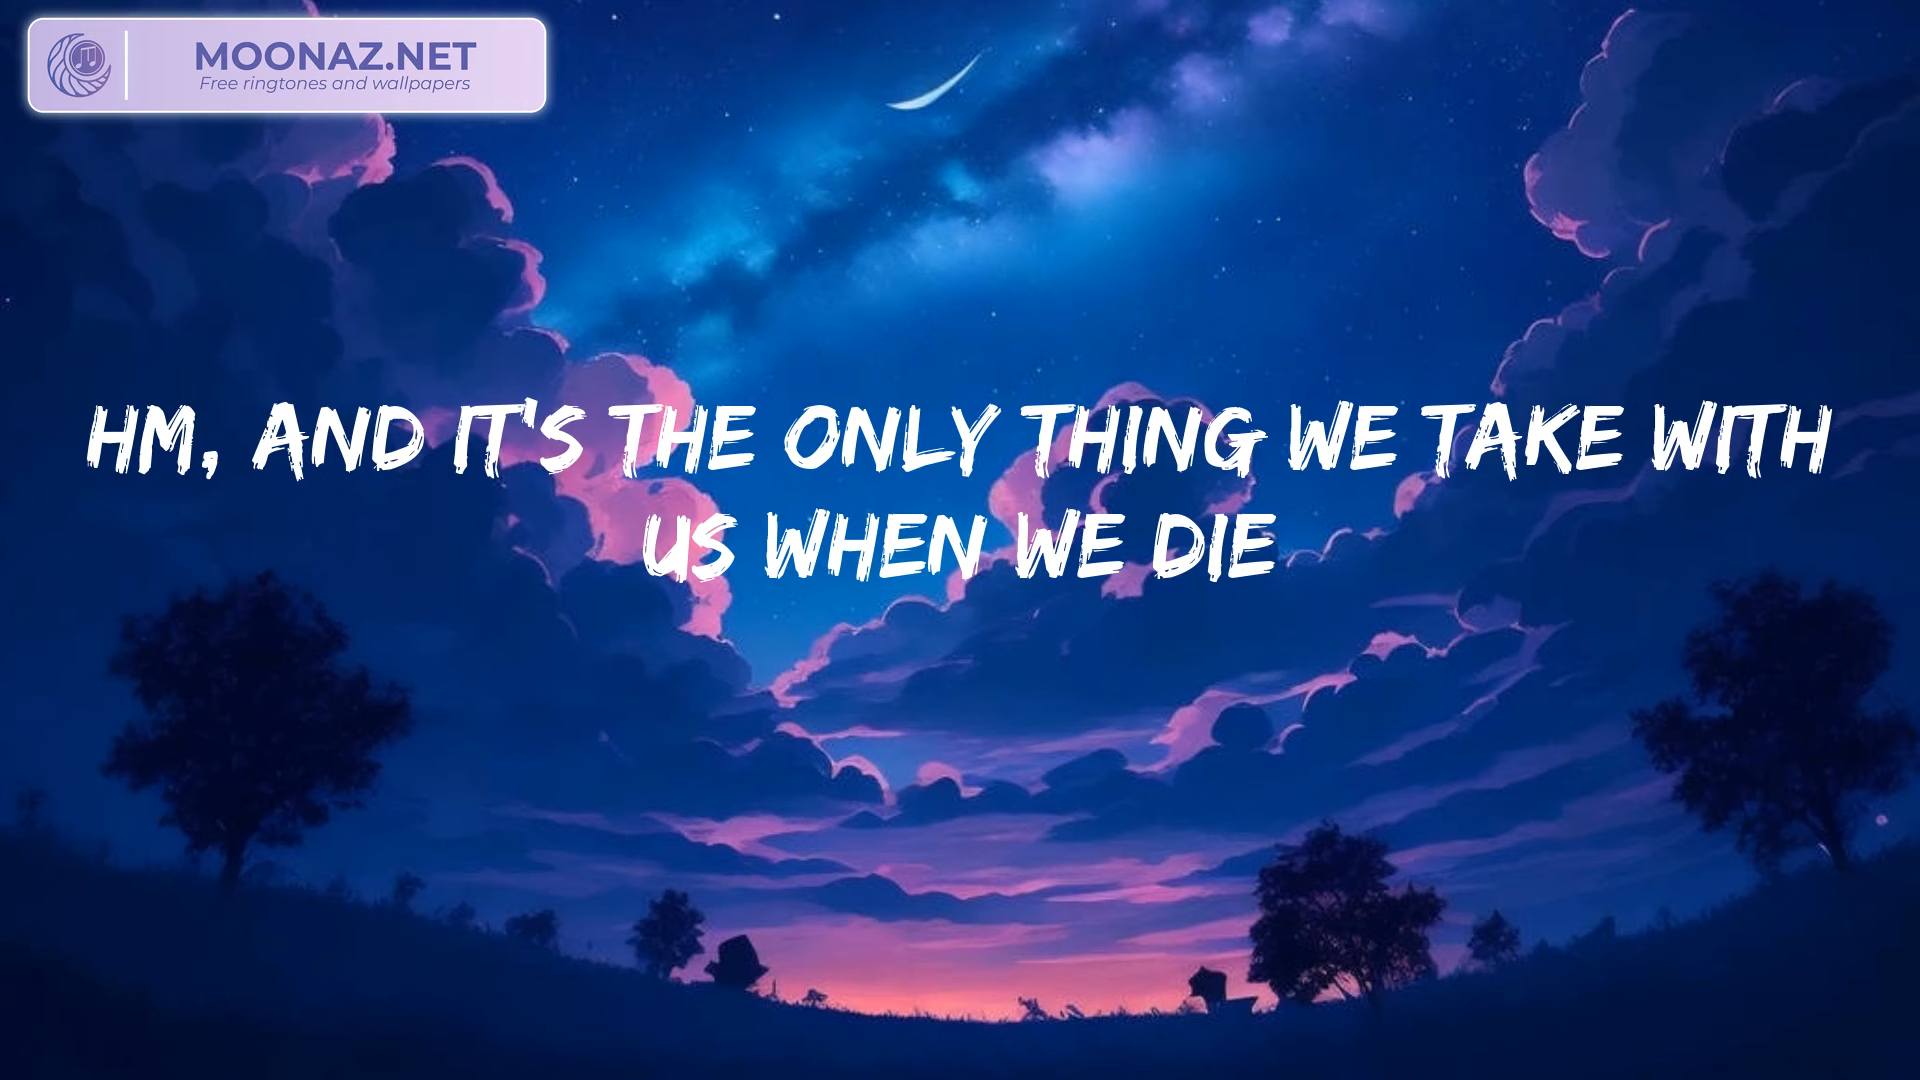 MOONAZ.NET
Free ringtones and wallpapers
HM, AND IT'S THE ONLY THING WE TAKE WITH
US WHEN WE DIE